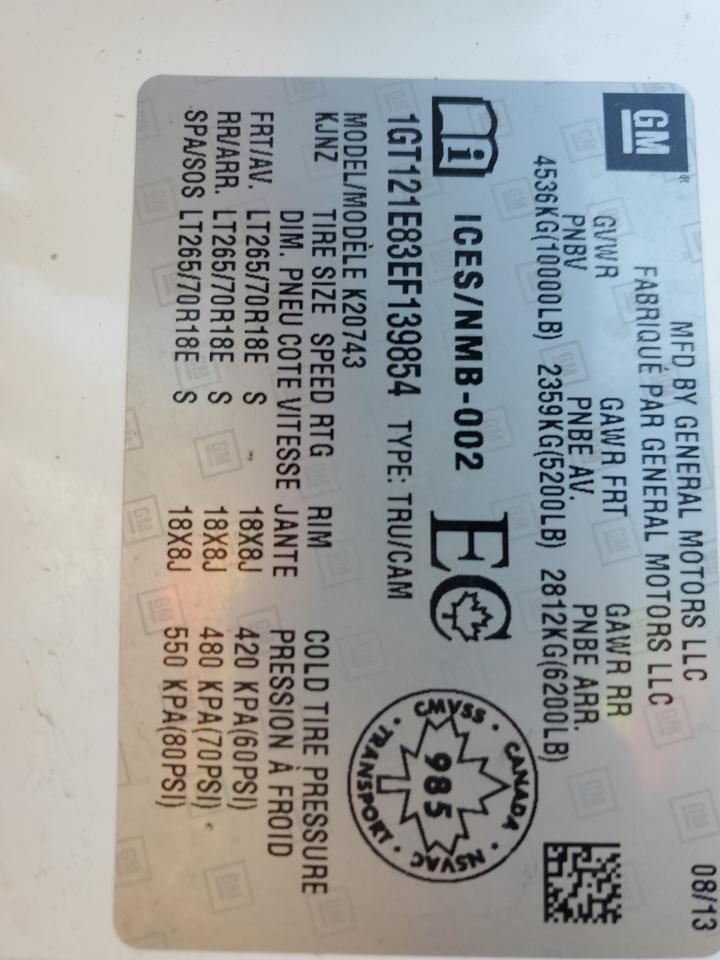 GM
MFD BY GENERAL MOTORS LLC
FABRIQUÉ PAR GENERAL MOTORS LLC
08/13
GVWR GAWR FRT GAWR RR
PNBV PNBE AV. PNBE ARR.
4536KG(10000LB) 2359KG(5200LB) 2812KG(6200LB)
ICES/NMB-002
EC
CMVSS · CANADA · NSVAC · TRANSPORT ·
985
1GT121E83EF139854 TYPE: TRU/CAM
MODEL/MODÈLE K20743
KJNZ TIRE SIZE SPEED RTG RIM COLD TIRE PRESSURE
DIM. PNEU COTE VITESSE JANTE PRESSION À FROID
FRT/AV. LT265/70R18E S 18X8J 420 KPA(60PSI)
RR/ARR. LT265/70R18E S 18X8J 480 KPA(70PSI)
SPA/SOS LT265/70R18E S 18X8J 550 KPA(80PSI)